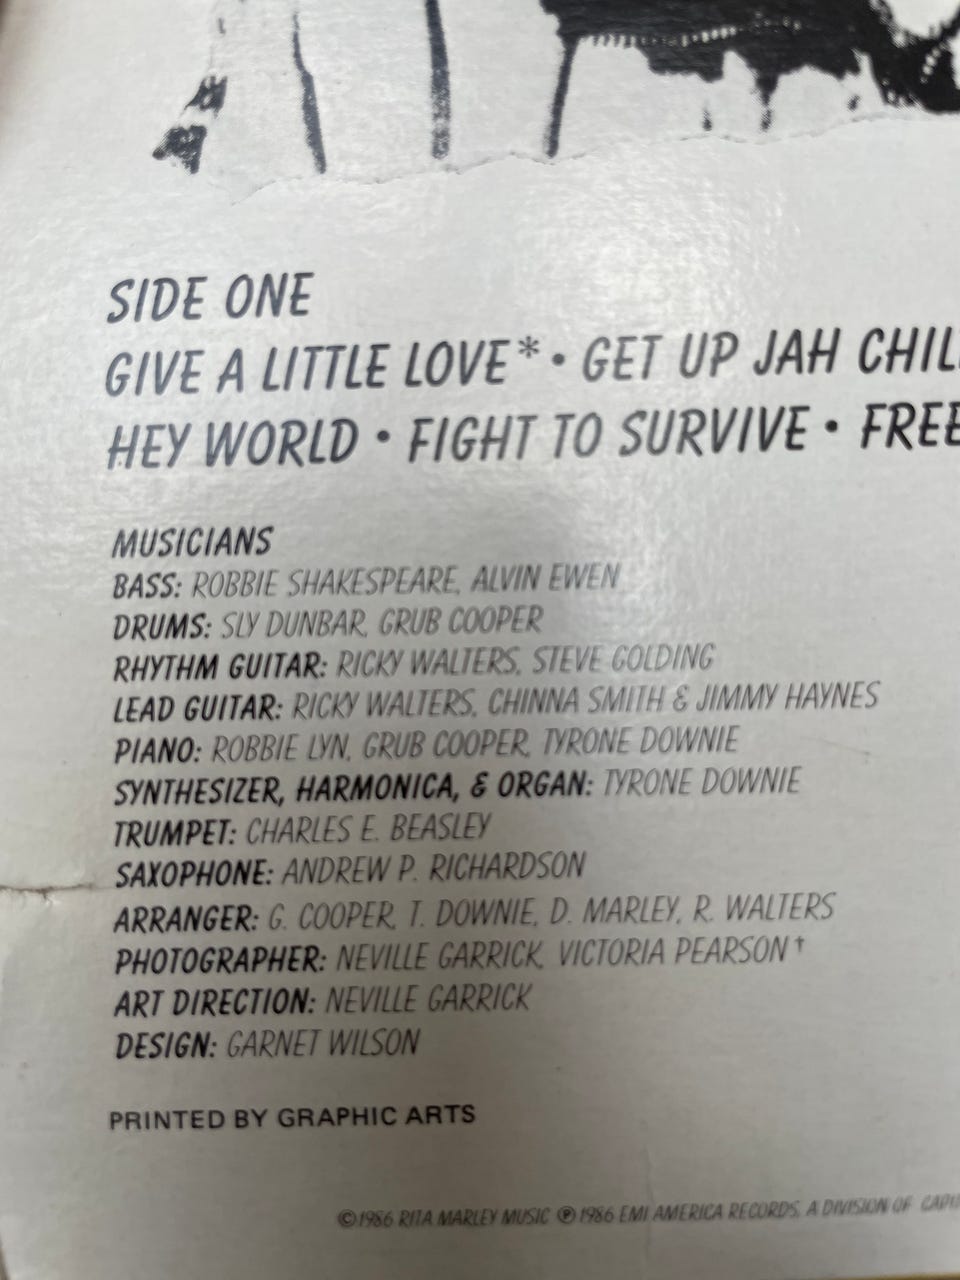 SIDE ONE
GIVE A LITTLE LOVE* • GET UP JAH CHIL
HEY WORLD • FIGHT TO SURVIVE • FREE
MUSICIANS
BASS: ROBBIE SHAKESPEARE, ALVIN EWEN
DRUMS: SLY DUNBAR, GRUB COOPER
RHYTHM GUITAR: RICKY WALTERS, STEVE GOLDING
LEAD GUITAR: RICKY WALTERS, CHINNA SMITH & JIMMY HAYNES
PIANO: ROBBIE LYN, GRUB COOPER, TYRONE DOWNIE
SYNTHESIZER, HARMONICA, & ORGAN: TYRONE DOWNIE
TRUMPET: CHARLES E. BEASLEY
SAXOPHONE: ANDREW P. RICHARDSON
ARRANGER: G. COOPER, T. DOWNIE, D. MARLEY, R. WALTERS
PHOTOGRAPHER: NEVILLE GARRICK, VICTORIA PEARSON†
ART DIRECTION: NEVILLE GARRICK
DESIGN: GARNET WILSON
PRINTED BY GRAPHIC ARTS
©1986 RITA MARLEY MUSIC ℗1986 EMI AMERICA RECORDS, A DIVISION OF